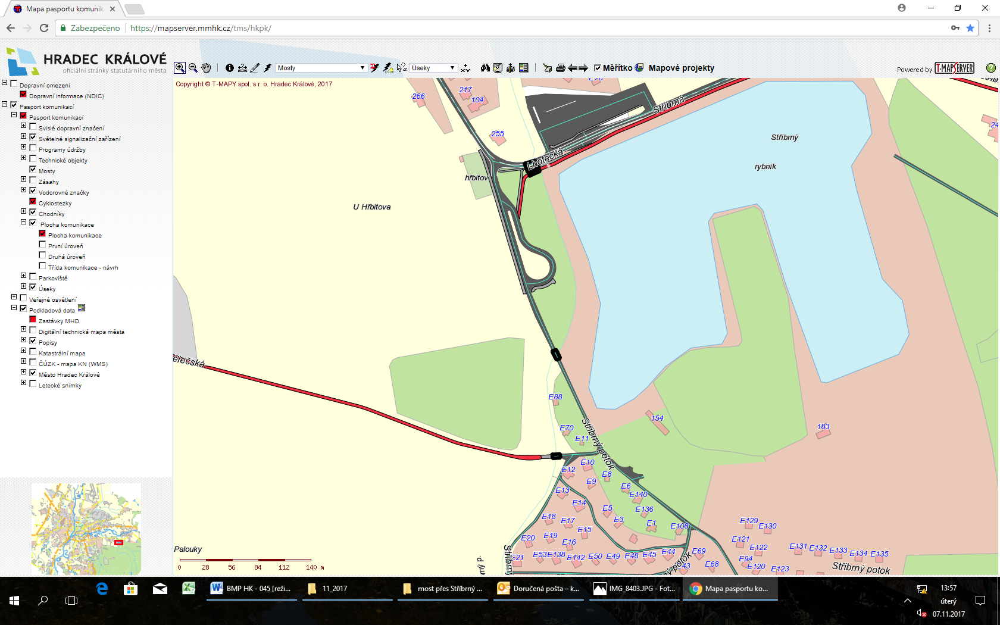 Mapa pasportu komunik
Zabezpečeno
https://mapserver.mmhk.cz/tms/hkpk/
HRADEC KRÁLOVÉ
oficiální stránky statutárního města
Mosty
Úseky
Měřítko
Mapové projekty
Powered by T-MAPSERVER
Copyright © T-MAPY spol. s r. o. Hradec Králové, 2017
Dopravní omezení
Dopravní informace (NDIC)
Pasport komunikací
Pasport komunikací
Svislé dopravní značení
Světelné signalizační zařízení
Programy údržby
Technické objekty
Mosty
Zásahy
Vodorovné značky
Cyklostezky
Chodníky
Plocha komunikace
Plocha komunikace
První úroveň
Druhá úroveň
Třída komunikace - návrh
Parkoviště
Úseky
Veřejné osvětlení
Podkladová data
Zastávky MHD
Digitální technická mapa města
Popisy
Katastrální mapa
ČÚZK - mapa KN (WMS)
Město Hradec Králové
Letecké snímky
266
217
104
255
Stříbrná
Lhotecká
hřbitov
U Hřbitova
Stříbrný
rybník
elečská
E88
E70
E11
Stříbrný potok
154
183
E10
E12
E8
E9
E13
E6
E140
E14
E5
E136
E18
E17
E3
E1
E108
E15
E129
E130
E20
E19
E16
E121
E122
E131
E132
E133
E134
E135
E21
E53
E138
E142
E50
E49
E48
E45
E44
E69
E68
E94
E120
E123
Stříbrný potok
Palouky
0 28 56 84 112 140 m
BMP HK - 045 [reži...
11_2017
most přes Stříbrný ...
Doručená pošta – k...
IMG_8403.JPG - Fot...
Mapa pasportu ko...
13:57
úterý
07.11.2017